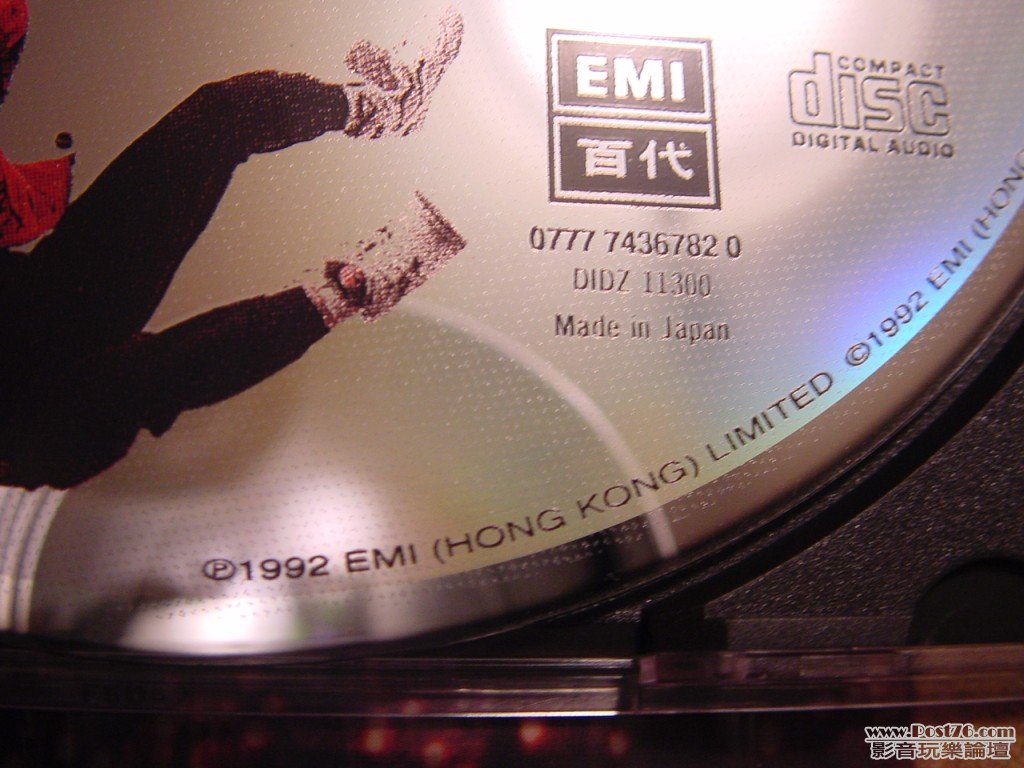 EMI
百代
COMPACT
disc
DIGITAL AUDIO
0777 7436782 0
DIDZ 11300
Made in Japan
℗1992 EMI (HONG KONG) LIMITED ©1992 EMI (HONG
www.Post76.com
影音玩樂論壇